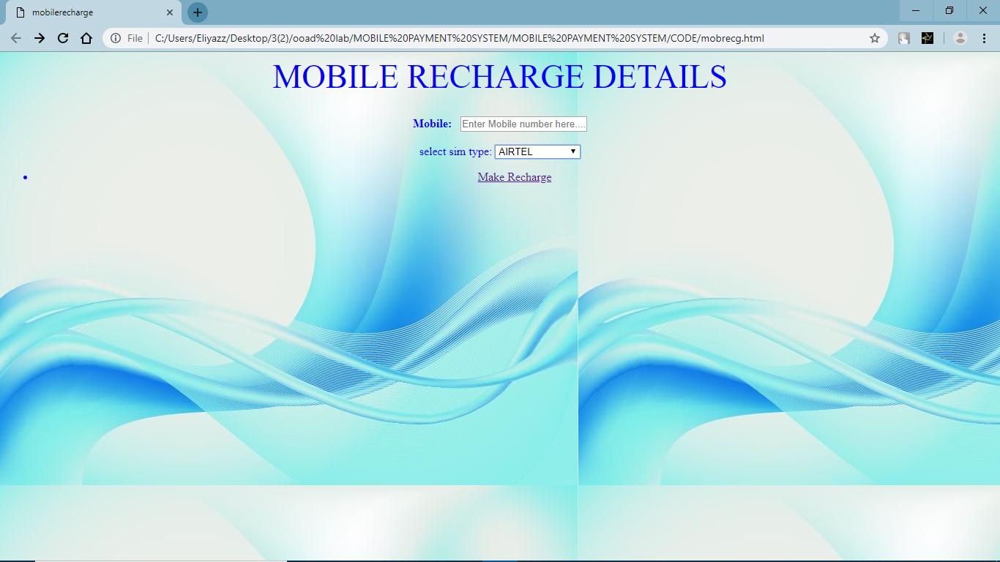 mobilerecharge
File C:/Users/Eliyazz/Desktop/3(2)/ooad%20lab/MOBILE%20PAYMENT%20SYSTEM/MOBILE%20PAYMENT%20SYSTEM/CODE/mobrecg.html
MOBILE RECHARGE DETAILS
Mobile: Enter Mobile number here....
select sim type: AIRTEL
Make Recharge